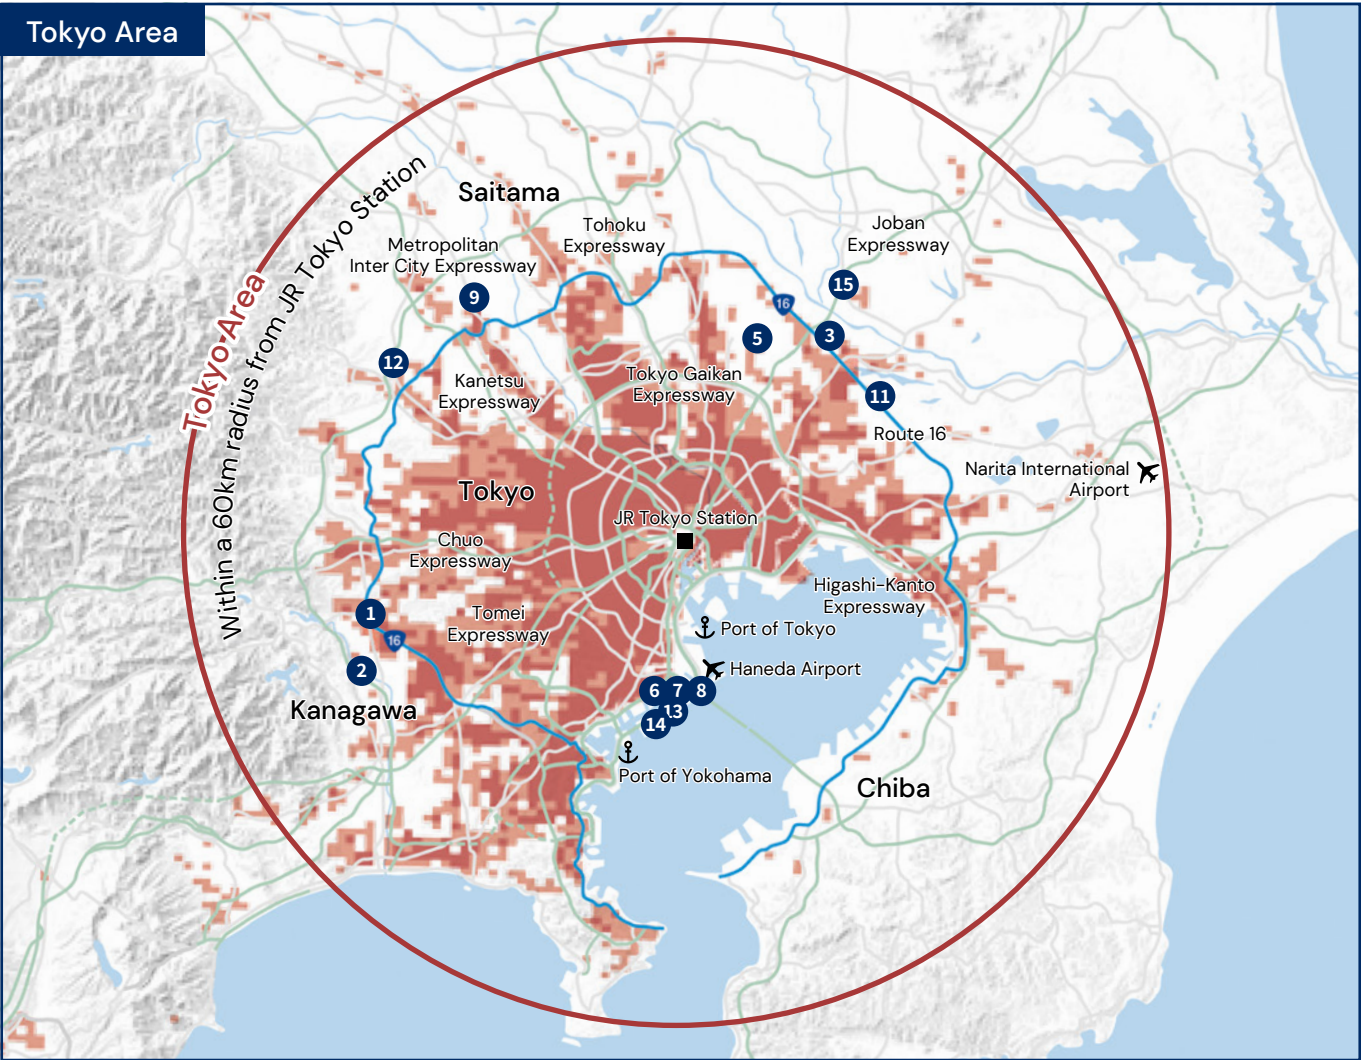 Tokyo Area
Within a 60km radius from JR Tokyo Station
Tokyo Area
Saitama
Tohoku
Expressway
Joban
Expressway
Metropolitan
Inter City Expressway
15
9
16
3
5
12
Kanetsu
Expressway
Tokyo Gaikan
Expressway
11
Route 16
Narita International
Airport
Tokyo
JR Tokyo Station
Chuo
Expressway
Higashi-Kanto
Expressway
1
Tomei
Expressway
16
Port of Tokyo
2
Haneda Airport
6
7
8
Kanagawa
13
14
Port of Yokohama
Chiba